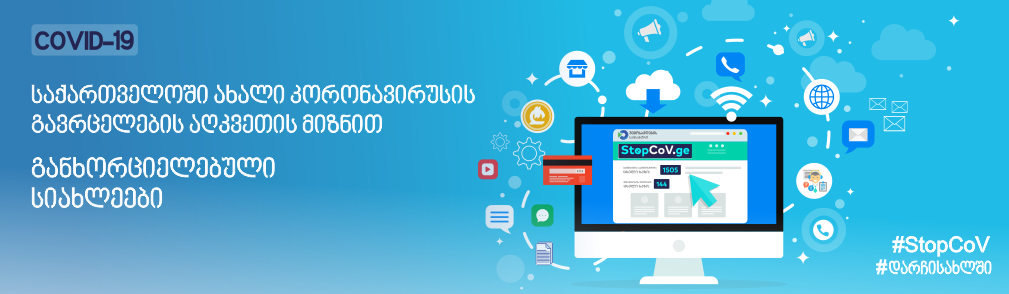 COVID-19
საქართველოში ახალი კორონავირუსის
გავრცელების აღკვეთის მიზნით
განხორციელებული
სიახლეები
StopCoV.ge
1505
144
#StopCoV
#დარჩისახლში